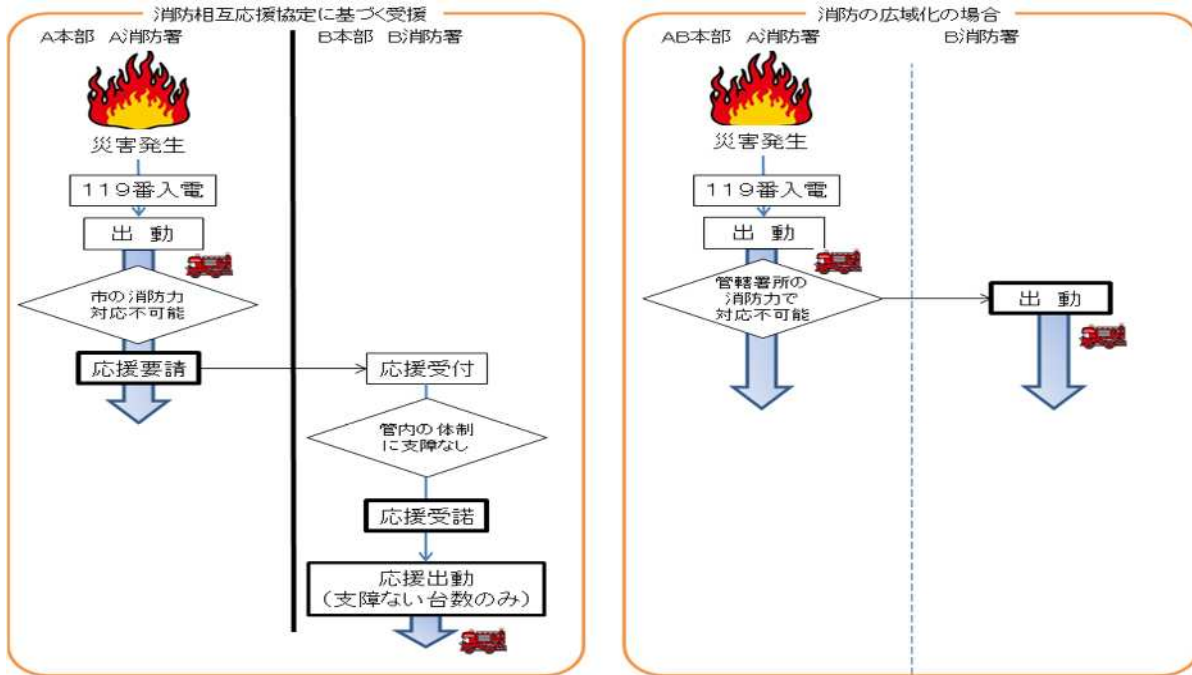 消防相互応援協定に基づく受援
A本部 A消防署
B本部 B消防署
災害発生
119番入電
出 動
市の消防力
対応不可能
応援要請
応援受付
管内の体制
に支障なし
応援受諾
応援出動
(支障ない台数のみ)
消防の広域化の場合
AB本部 A消防署
B消防署
災害発生
119番入電
出 動
管轄署所の
消防力で
対応不可能
出 動